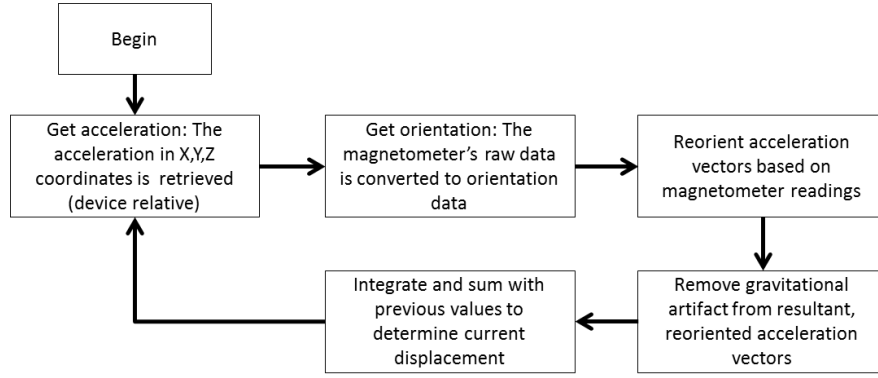 Begin
Get acceleration: The
acceleration in X,Y,Z
coordinates is retrieved
(device relative)
Get orientation: The
magnetometer's raw data
is converted to orientation
data
Reorient acceleration
vectors based on
magnetometer readings
Remove gravitational
artifact from resultant,
reoriented acceleration
vectors
Integrate and sum with
previous values to
determine current
displacement